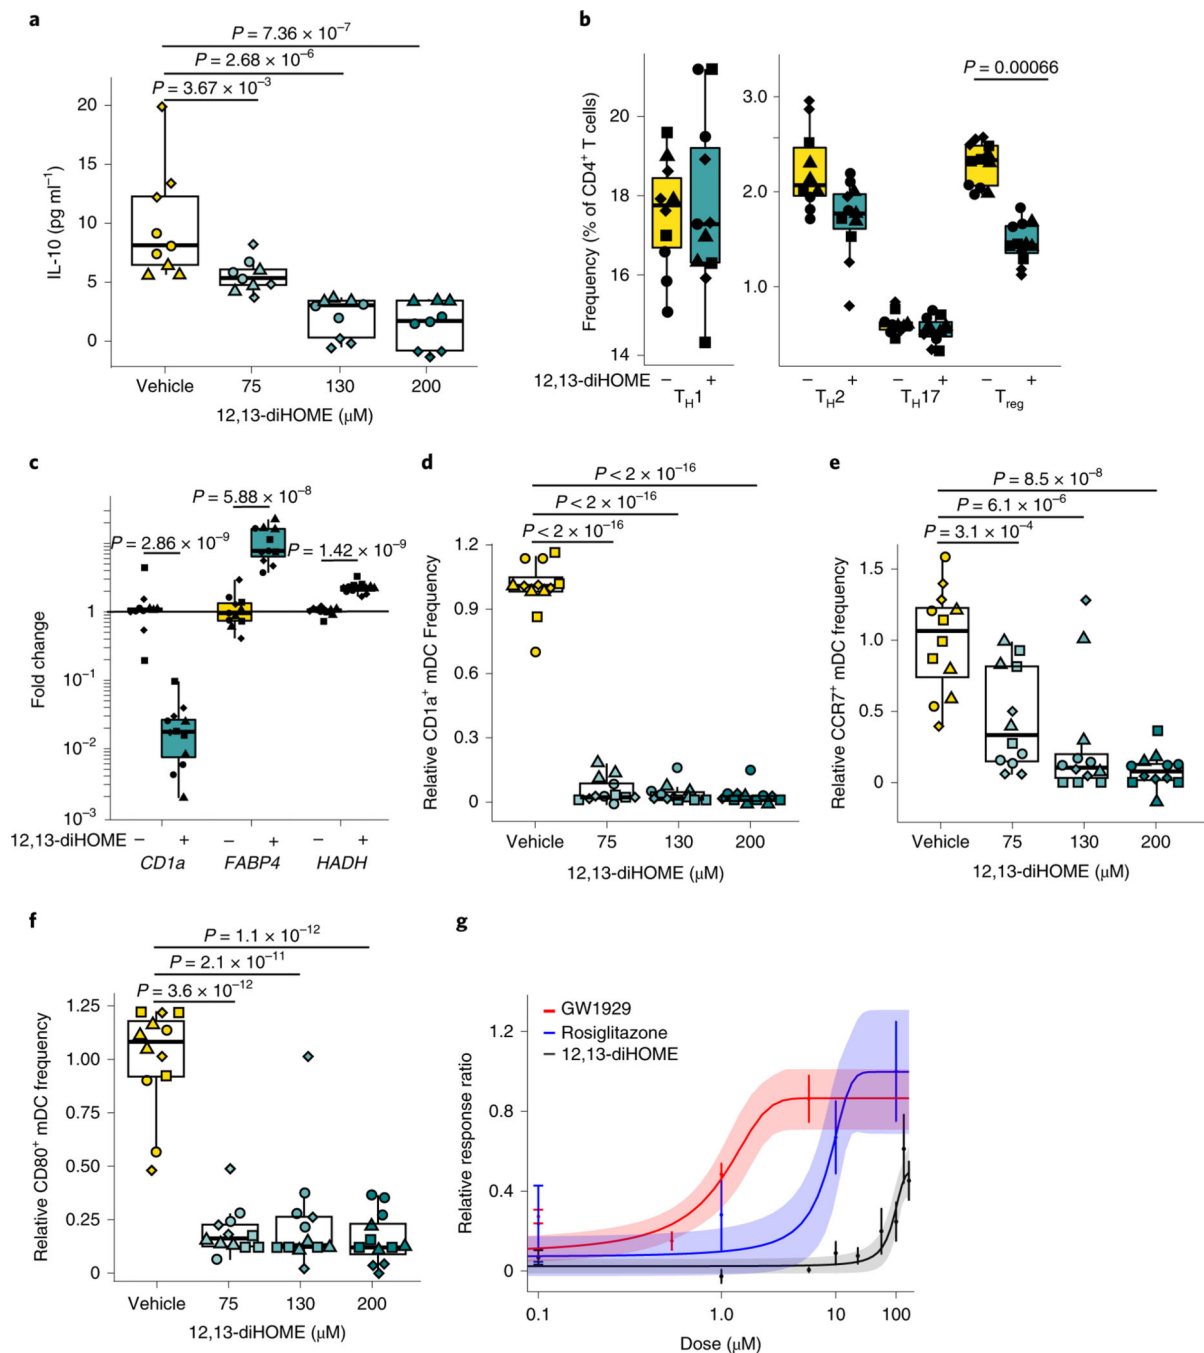 a
P = 7.36 × 10⁻⁷
P = 2.68 × 10⁻⁶
P = 3.67 × 10⁻³
20
15
10
5
0
IL-10 (pg ml⁻¹)
Vehicle 75 130 200
12,13-diHOME (μM)
b
P = 0.00066
20
18
16
14
3.0
2.0
1.0
Frequency (% of CD4⁺ T cells)
12,13-diHOME − + − + − + − +
T_H1 T_H2 T_H17 T_reg
c
P = 5.88 × 10⁻⁸
P = 2.86 × 10⁻⁹ P = 1.42 × 10⁻⁹
1
10⁻¹
10⁻²
10⁻³
Fold change
12,13-diHOME − + − + − +
CD1a FABP4 HADH
d
P < 2 × 10⁻¹⁶
P < 2 × 10⁻¹⁶
P < 2 × 10⁻¹⁶
1.2
0.9
0.3
0
Relative CD1a⁺ mDC Frequency
Vehicle 75 130 200
12,13-diHOME (μM)
e
P = 8.5 × 10⁻⁸
P = 6.1 × 10⁻⁶
P = 3.1 × 10⁻⁴
1.5
1.0
0.5
0
Relative CCR7⁺ mDC frequency
Vehicle 75 130 200
12,13-diHOME (μM)
f
P = 1.1 × 10⁻¹²
P = 2.1 × 10⁻¹¹
P = 3.6 × 10⁻¹²
1.25
1.00
0.75
0.50
0.25
0
Relative CD80⁺ mDC frequency
Vehicle 75 130 200
12,13-diHOME (μM)
g
GW1929
Rosiglitazone
12,13-diHOME
1.2
0.8
0.4
0
Relative response ratio
0.1 1.0 10 100
Dose (μM)